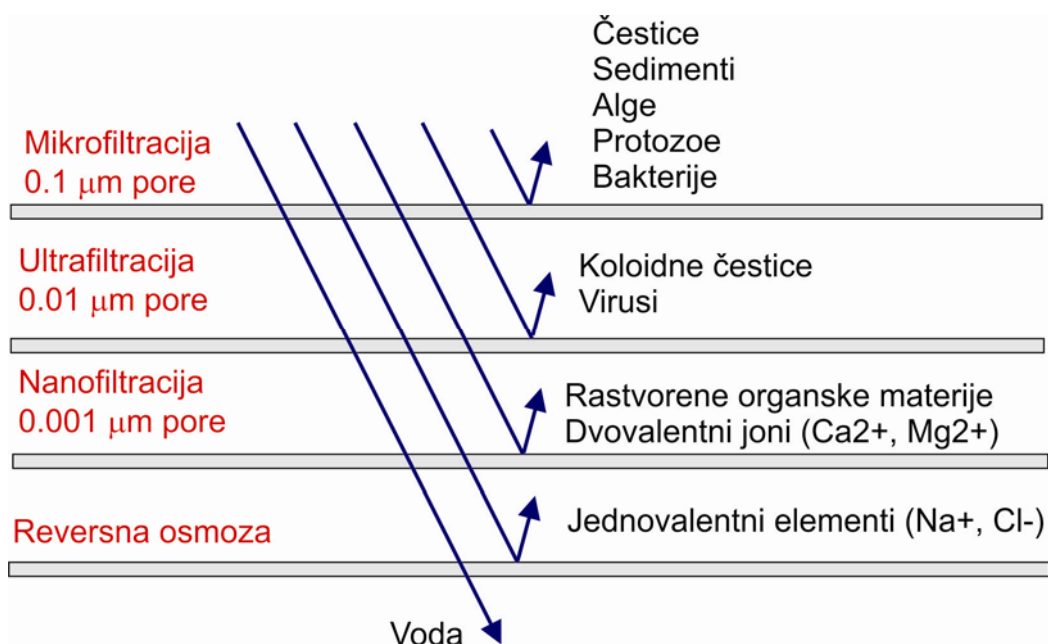 Čestice
Sedimenti
Alge
Protozoe
Bakterije
Mikrofiltracija
0.1 μm pore
Ultrafiltracija
0.01 μm pore
Koloidne čestice
Virusi
Nanofiltracija
0.001 μm pore
Rastvorene organske materije
Dvovalentni joni (Ca2+, Mg2+)
Reversna osmoza
Jednovalentni elementi (Na+, Cl-)
Voda